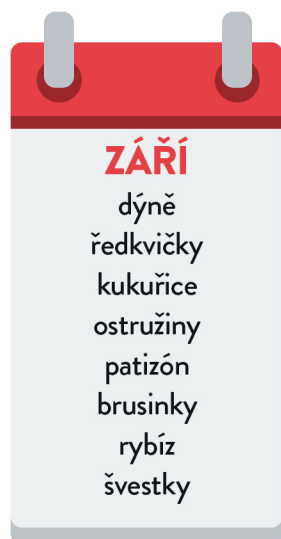 ZÁŘÍ
dýně
ředkvičky
kukuřice
ostružiny
patizón
brusinky
rybíz
švestky